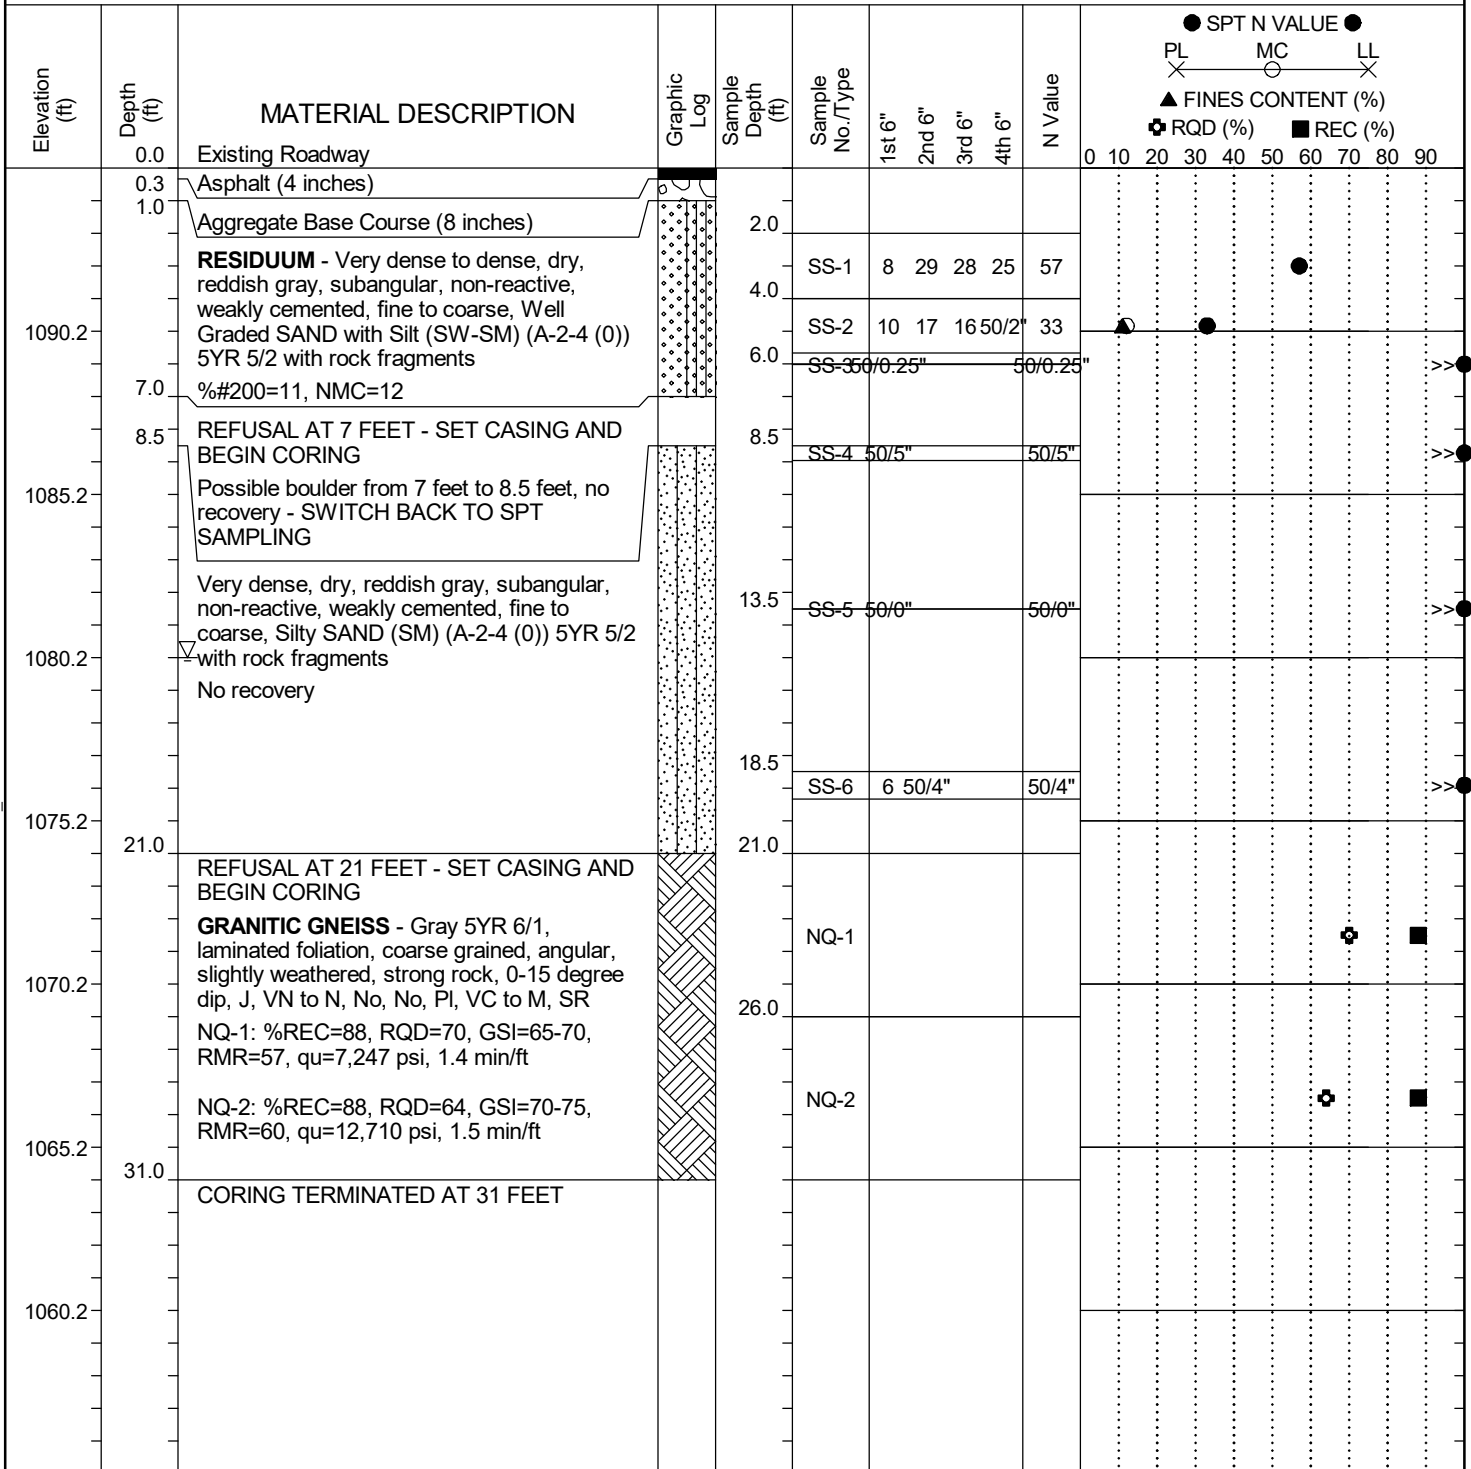 ● SPT N VALUE ●
PL MC LL
▲ FINES CONTENT (%)
RQD (%) ■ REC (%)
Elevation (ft)
Depth (ft)
MATERIAL DESCRIPTION
Graphic Log
Sample Depth (ft)
Sample No./Type
1st 6"
2nd 6"
3rd 6"
4th 6"
N Value
0 10 20 30 40 50 60 70 80 90
0.0 Existing Roadway
0.3 Asphalt (4 inches)
1.0
Aggregate Base Course (8 inches)
2.0
RESIDUUM - Very dense to dense, dry,
reddish gray, subangular, non-reactive,
weakly cemented, fine to coarse, Well
Graded SAND with Silt (SW-SM) (A-2-4 (0))
5YR 5/2 with rock fragments
SS-1 8 29 28 25 57
4.0
1090.2
SS-2 10 17 16 50/2" 33
6.0
SS-3 50/0.25" 50/0.25" >>
7.0 %#200=11, NMC=12
8.5 REFUSAL AT 7 FEET - SET CASING AND
BEGIN CORING
8.5
SS-4 50/5" 50/5" >>
1085.2
Possible boulder from 7 feet to 8.5 feet, no
recovery - SWITCH BACK TO SPT
SAMPLING
Very dense, dry, reddish gray, subangular,
non-reactive, weakly cemented, fine to
coarse, Silty SAND (SM) (A-2-4 (0)) 5YR 5/2
with rock fragments
13.5
SS-5 50/0" 50/0" >>
1080.2
No recovery
18.5
SS-6 6 50/4" 50/4" >>
1075.2
21.0
21.0
REFUSAL AT 21 FEET - SET CASING AND
BEGIN CORING
GRANITIC GNEISS - Gray 5YR 6/1,
laminated foliation, coarse grained, angular,
slightly weathered, strong rock, 0-15 degree
dip, J, VN to N, No, No, Pl, VC to M, SR
NQ-1
1070.2
26.0
NQ-1: %REC=88, RQD=70, GSI=65-70,
RMR=57, qu=7,247 psi, 1.4 min/ft
NQ-2: %REC=88, RQD=64, GSI=70-75,
RMR=60, qu=12,710 psi, 1.5 min/ft
NQ-2
1065.2
31.0
CORING TERMINATED AT 31 FEET
1060.2